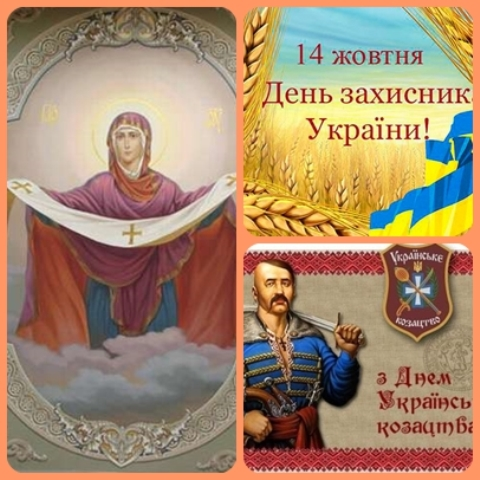 14 жовтня
День захисник
України!
Українське
козацтво
з Днем
Українсь
козацтва